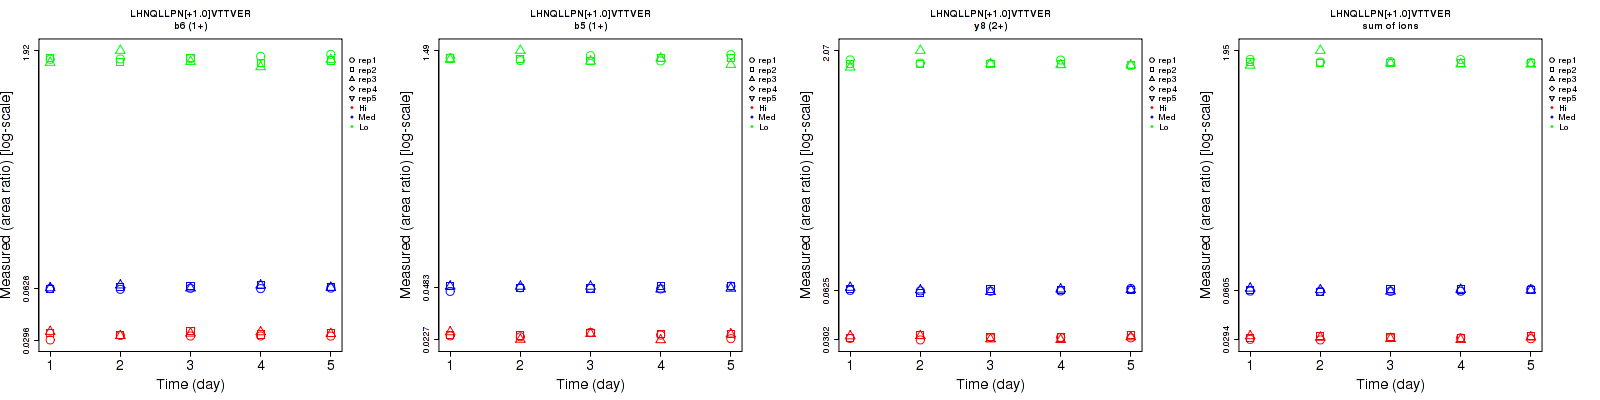 LHNQLLPN[+1.0]VTTVER
b6 (1+)
Measured (area ratio) [log-scale]
1.92
0.0626
0.0296
1 2 3 4 5
Time (day)
rep1
rep2
rep3
rep4
rep5
Hi
Med
Lo
LHNQLLPN[+1.0]VTTVER
b5 (1+)
Measured (area ratio) [log-scale]
1.49
0.0483
0.0227
1 2 3 4 5
Time (day)
rep1
rep2
rep3
rep4
rep5
Hi
Med
Lo
LHNQLLPN[+1.0]VTTVER
y8 (2+)
Measured (area ratio) [log-scale]
2.07
0.0625
0.0302
1 2 3 4 5
Time (day)
rep1
rep2
rep3
rep4
rep5
Hi
Med
Lo
LHNQLLPN[+1.0]VTTVER
sum of ions
Measured (area ratio) [log-scale]
1.95
0.0605
0.0294
1 2 3 4 5
Time (day)
rep1
rep2
rep3
rep4
rep5
Hi
Med
Lo